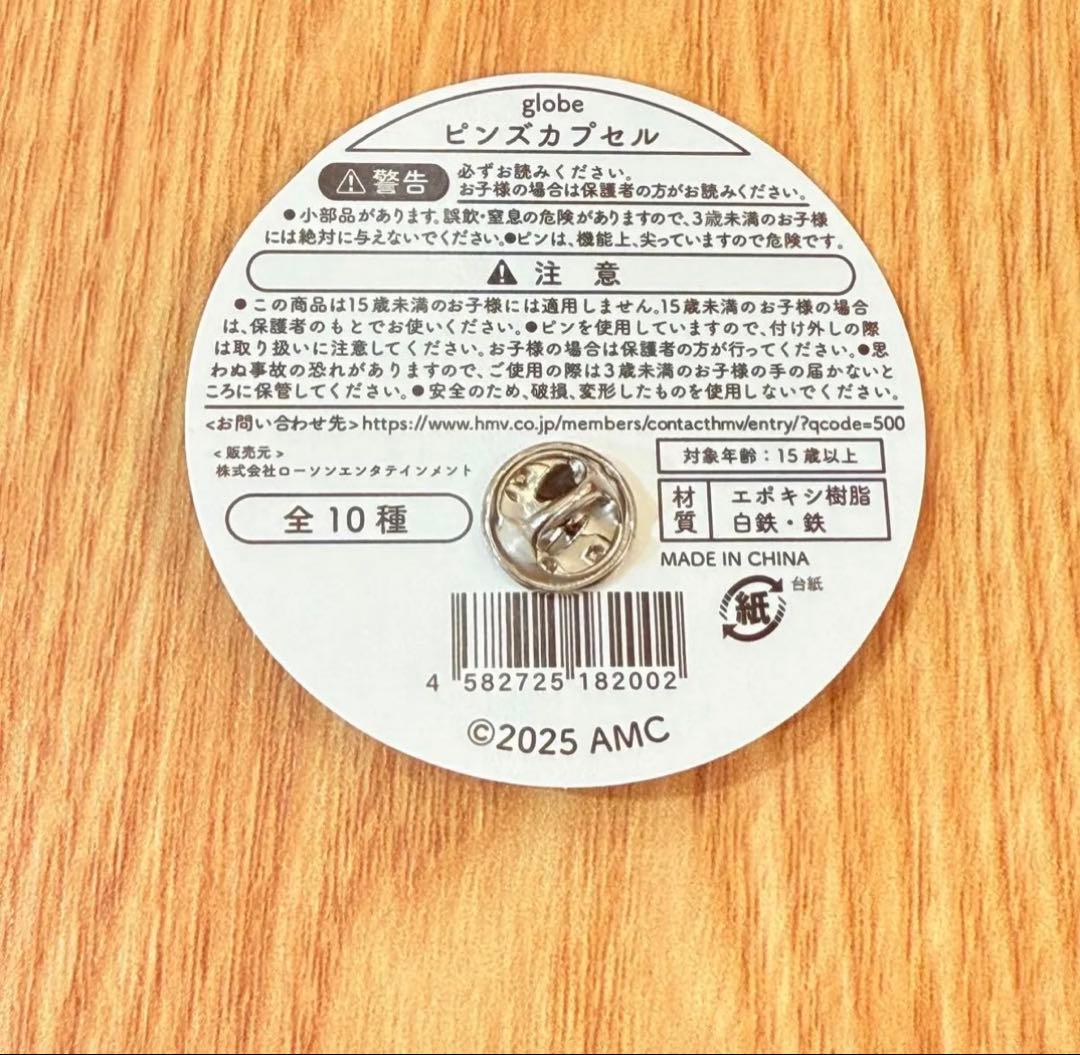 globe
ピンズカプセル
警告
必ずお読みください。
お子様の場合は保護者の方がお読みください。
●小部品があります。誤飲・窒息の危険がありますので、3歳未満のお子様
には絶対に与えないでください。●ピンは、機能上、尖っていますので危険です。
注 意
●この商品は15歳未満のお子様には適用しません。15歳未満のお子様の場合
は、保護者のもとでお使いください。●ピンを使用していますので、付け外しの際
は取り扱いに注意してください。お子様の場合は保護者の方が行ってください。●思
わぬ事故の恐れがありますので、ご使用の際は3歳未満のお子様の手の届かないと
ころに保管してください。●安全のため、破損、変形したものを使用しないでください。
<お問い合わせ先>https://www.hmv.co.jp/members/contacthmv/entry/?qcode=500
<販売元>
株式会社ローソンエンタテインメント
対象年齢：15歳以上
全10種
材質
エポキシ樹脂
白鉄・鉄
MADE IN CHINA
紙
台紙
4 582725 182002
©2025 AMC